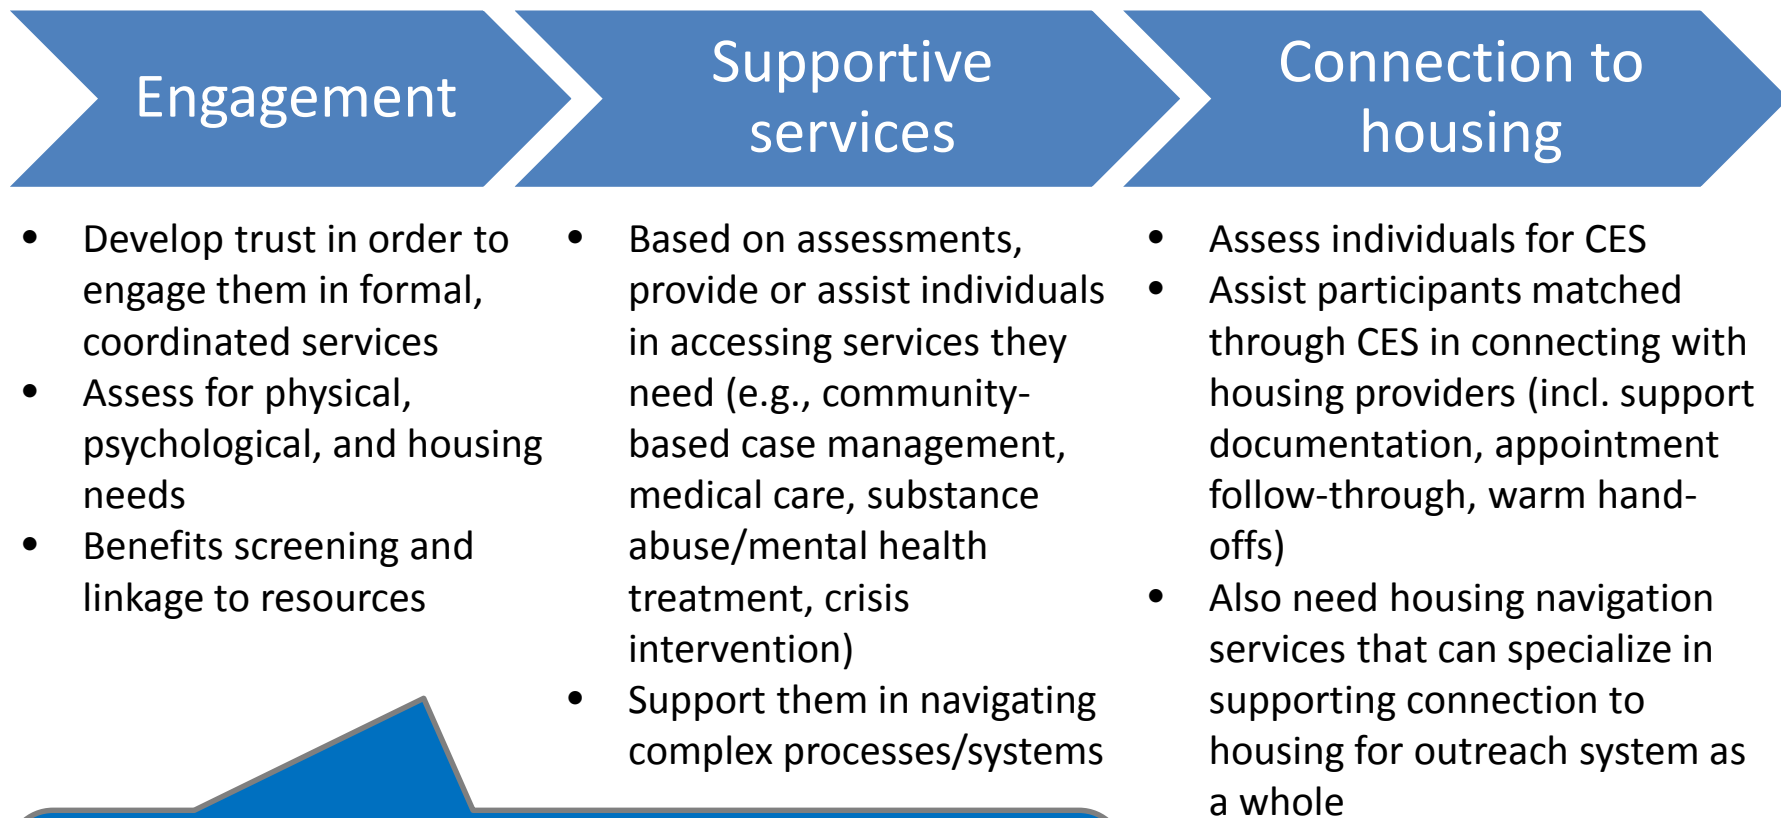 Engagement
Supportive
services
Connection to
housing
• Develop trust in order to
engage them in formal,
coordinated services
• Assess for physical,
psychological, and housing
needs
• Benefits screening and
linkage to resources
• Based on assessments,
provide or assist individuals
in accessing services they
need (e.g., community-
based case management,
medical care, substance
abuse/mental health
treatment, crisis
intervention)
• Support them in navigating
complex processes/systems
• Assess individuals for CES
• Assist participants matched
through CES in connecting with
housing providers (incl. support
documentation, appointment
follow-through, warm hand-
offs)
• Also need housing navigation
services that can specialize in
supporting connection to
housing for outreach system as
a whole